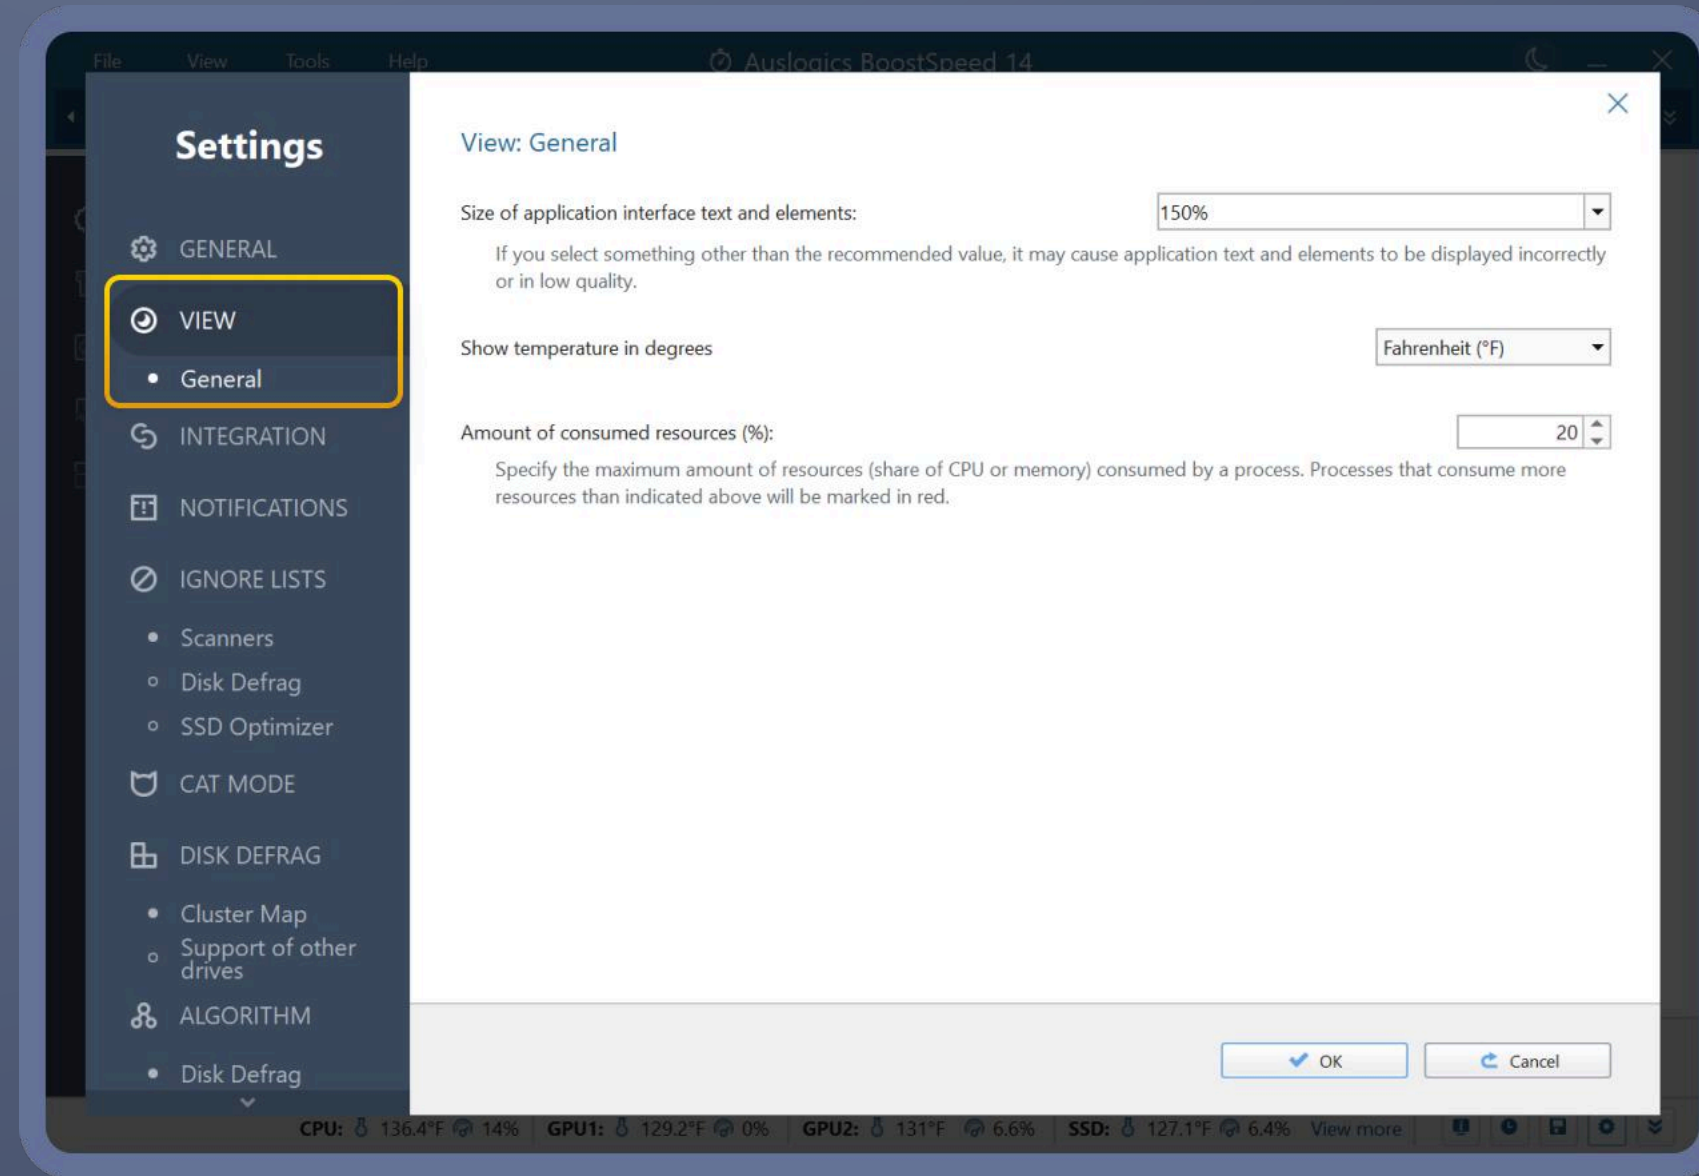 File View Tools Help
Auslogics BoostSpeed 14
Settings
GENERAL
VIEW
General
INTEGRATION
NOTIFICATIONS
IGNORE LISTS
Scanners
Disk Defrag
SSD Optimizer
CAT MODE
DISK DEFRAG
Cluster Map
Support of other
drives
ALGORITHM
Disk Defrag
View: General
Size of application interface text and elements: 150%
If you select something other than the recommended value, it may cause application text and elements to be displayed incorrectly
or in low quality.
Show temperature in degrees Fahrenheit (°F)
Amount of consumed resources (%): 20
Specify the maximum amount of resources (share of CPU or memory) consumed by a process. Processes that consume more
resources than indicated above will be marked in red.
OK Cancel
CPU: 136.4°F 14% GPU1: 129.2°F 0% GPU2: 131°F 6.6% SSD: 127.1°F 6.4% View more